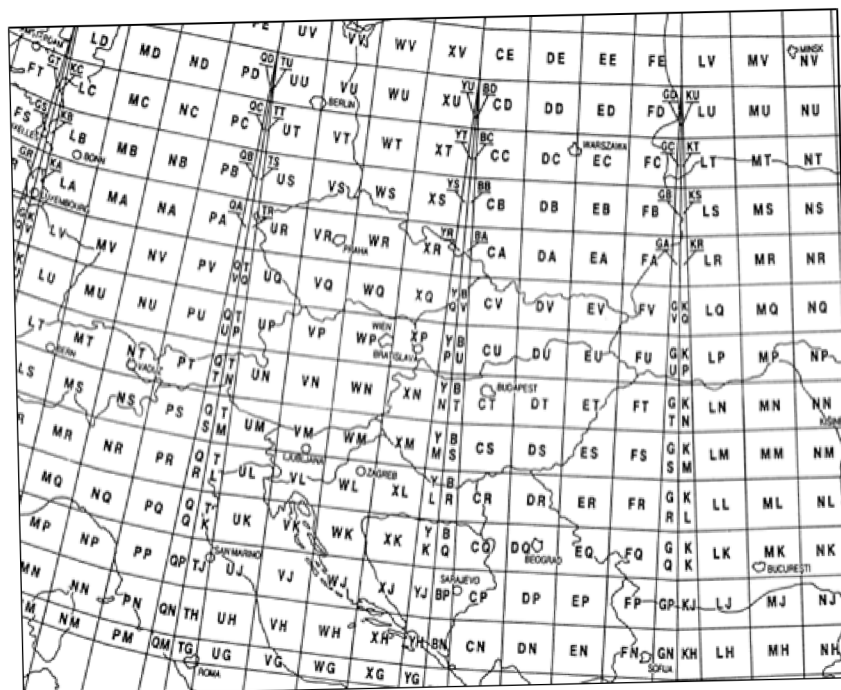 PE UV VV WV XV CE DE EE FE LV MV NV
MINSK
AMSTERDAM LD MD ND PD QD TU UU VU WU XU YU BD CD DD ED FD GD KU LU MU NU
BERLIN
FT GT KC LC MC NC PC QC TT UT VT WT XT YT BC CC DC EC FC GC KT LT MT NT
WARSZAWA
FS GS KB LB MB NB PB QB TS US VS WS XS YS BB CB DB EB FB GB KS LS MS NS
BONN
GR KA LA MA NA PA QA TR UR VR WR XR YR BA CA DA EA FA GA KR LR MR NR
PRAHA
LV MV NV PV QV TQ UQ VQ WQ XQ YQ BV CV DV EV FV GV KQ LQ MQ NQ
LU MU NU PU QU TP UP VP WP XP YP BU CU DU EU FU GU KP LP MP NP
WIEN
BRATISLAVA
LT MT NT PT QT TN UN VN WN XN YN BT CT DT ET FT GT KN LN MN NN
BERN
VADUZ
BUDAPEST
LS MS NS PS QS TM UM VM WM XM YM BS CS DS ES FS GS KM LM MM NM
LJUBLJANA
ZAGREB
R MR NR PR QR TL UL VL WL XL YL BR CR DR ER FR GR KL LL ML NL
MQ NQ PQ QQ TK UK VK WK XK YK BQ CQ DQ EQ FQ GQ KK LK MK NK
BEOGRAD
BUCUREȘTI
SAN MARINO
SARAJEVO
MP NP PP QP TJ UJ VJ WJ XJ YJ BP CP DP EP FP GP KJ LJ MJ NJ
MN NN PN QN TH UH VH WH XH YH BN CN DN EN FN GN KH LH MH NH
SOFIJA
M NM PM QM TG UG VG WG XG YG
ROMA